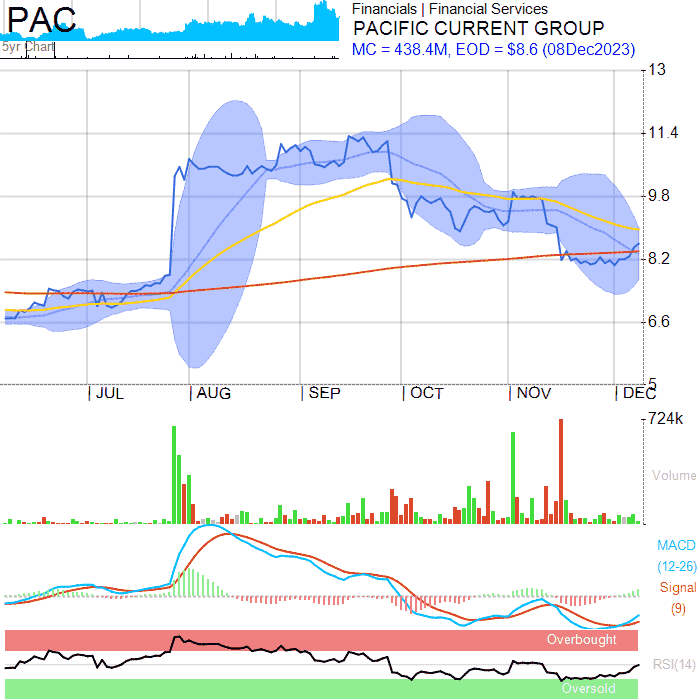 PAC
5yr Chart
Financials | Financial Services
PACIFIC CURRENT GROUP
MC = 438.4M, EOD = $8.6 (08Dec2023)
13
11.4
9.8
8.2
6.6
5
JUL
AUG
SEP
OCT
NOV
DEC
724k
Volume
MACD
(12-26)
Signal
(9)
Overbought
RSI(14)
Oversold